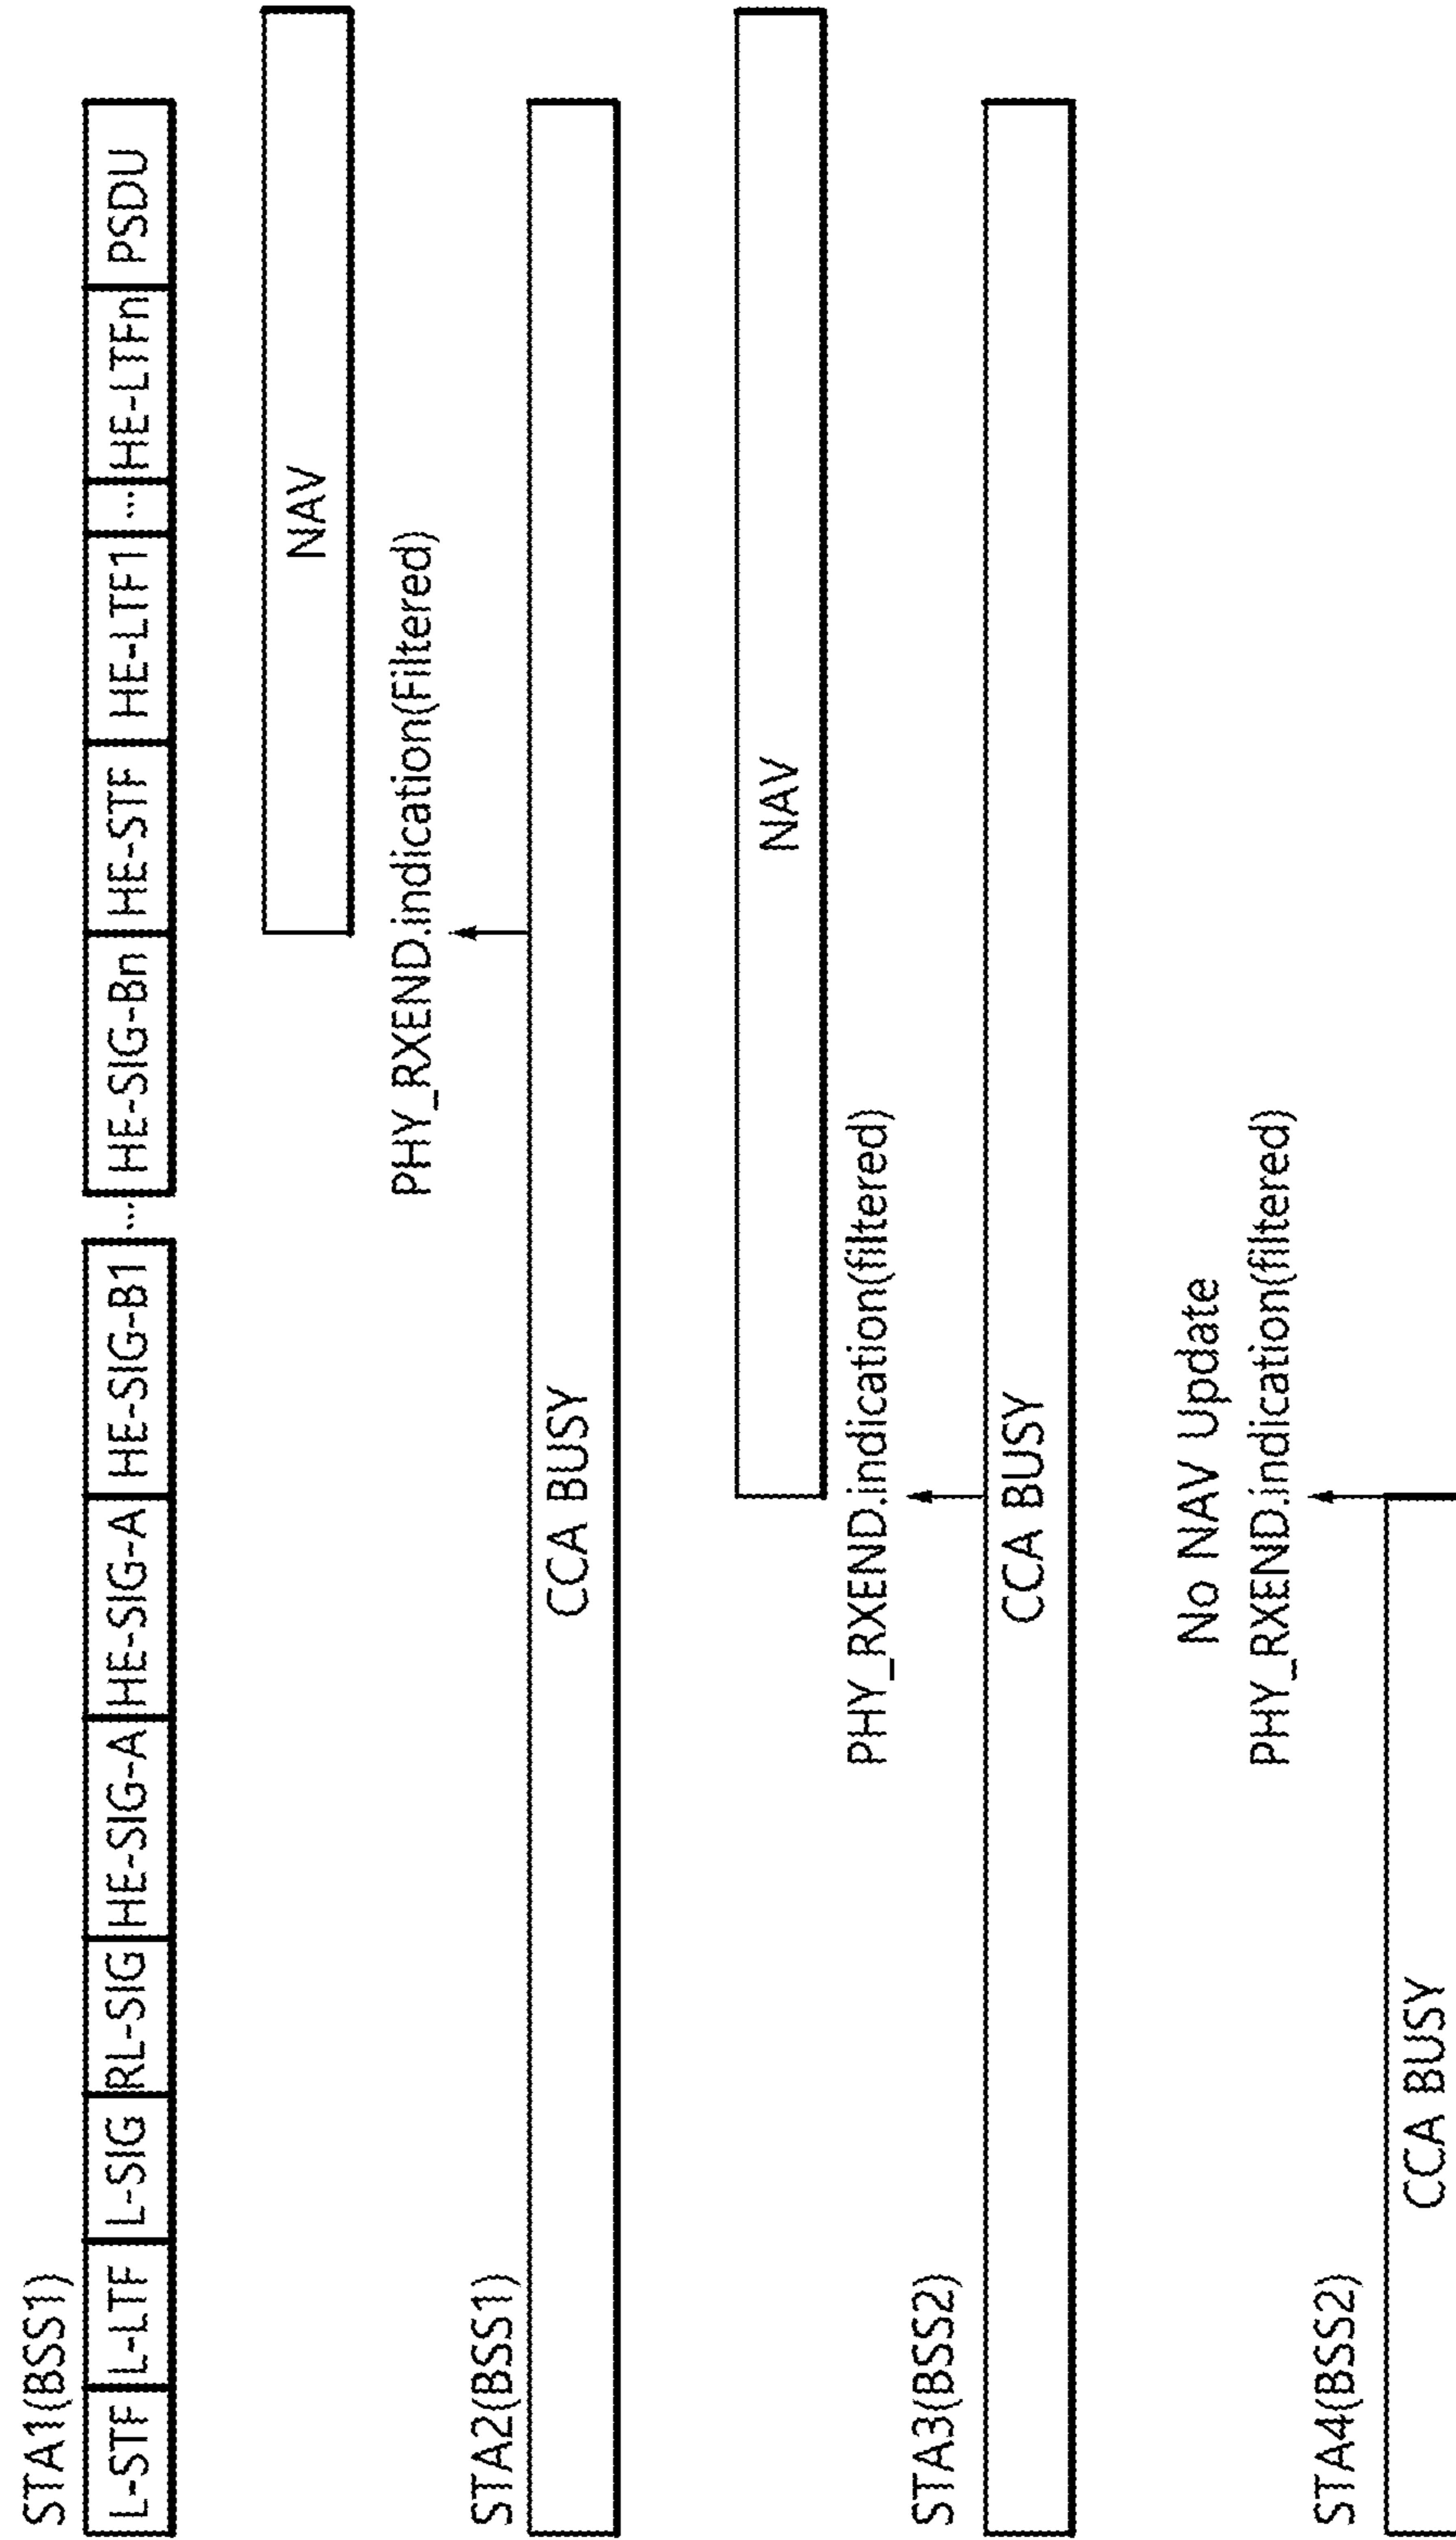 STA1(BSS1)
L-STF L-LTF L-SIG RL-SIG HE-SIG-A HE-SIG-A HE-SIG-B1 ... HE-SIG-Bn HE-STF HE-LTF1 ... HE-LTFn PSDU
NAV
PHY_RXEND.indication(Filtered)
STA2(BSS1)
CCA BUSY
NAV
PHY_RXEND.indication(filtered)
STA3(BSS2)
CCA BUSY
No NAV Update
PHY_RXEND.indication(filtered)
STA4(BSS2)
CCA BUSY